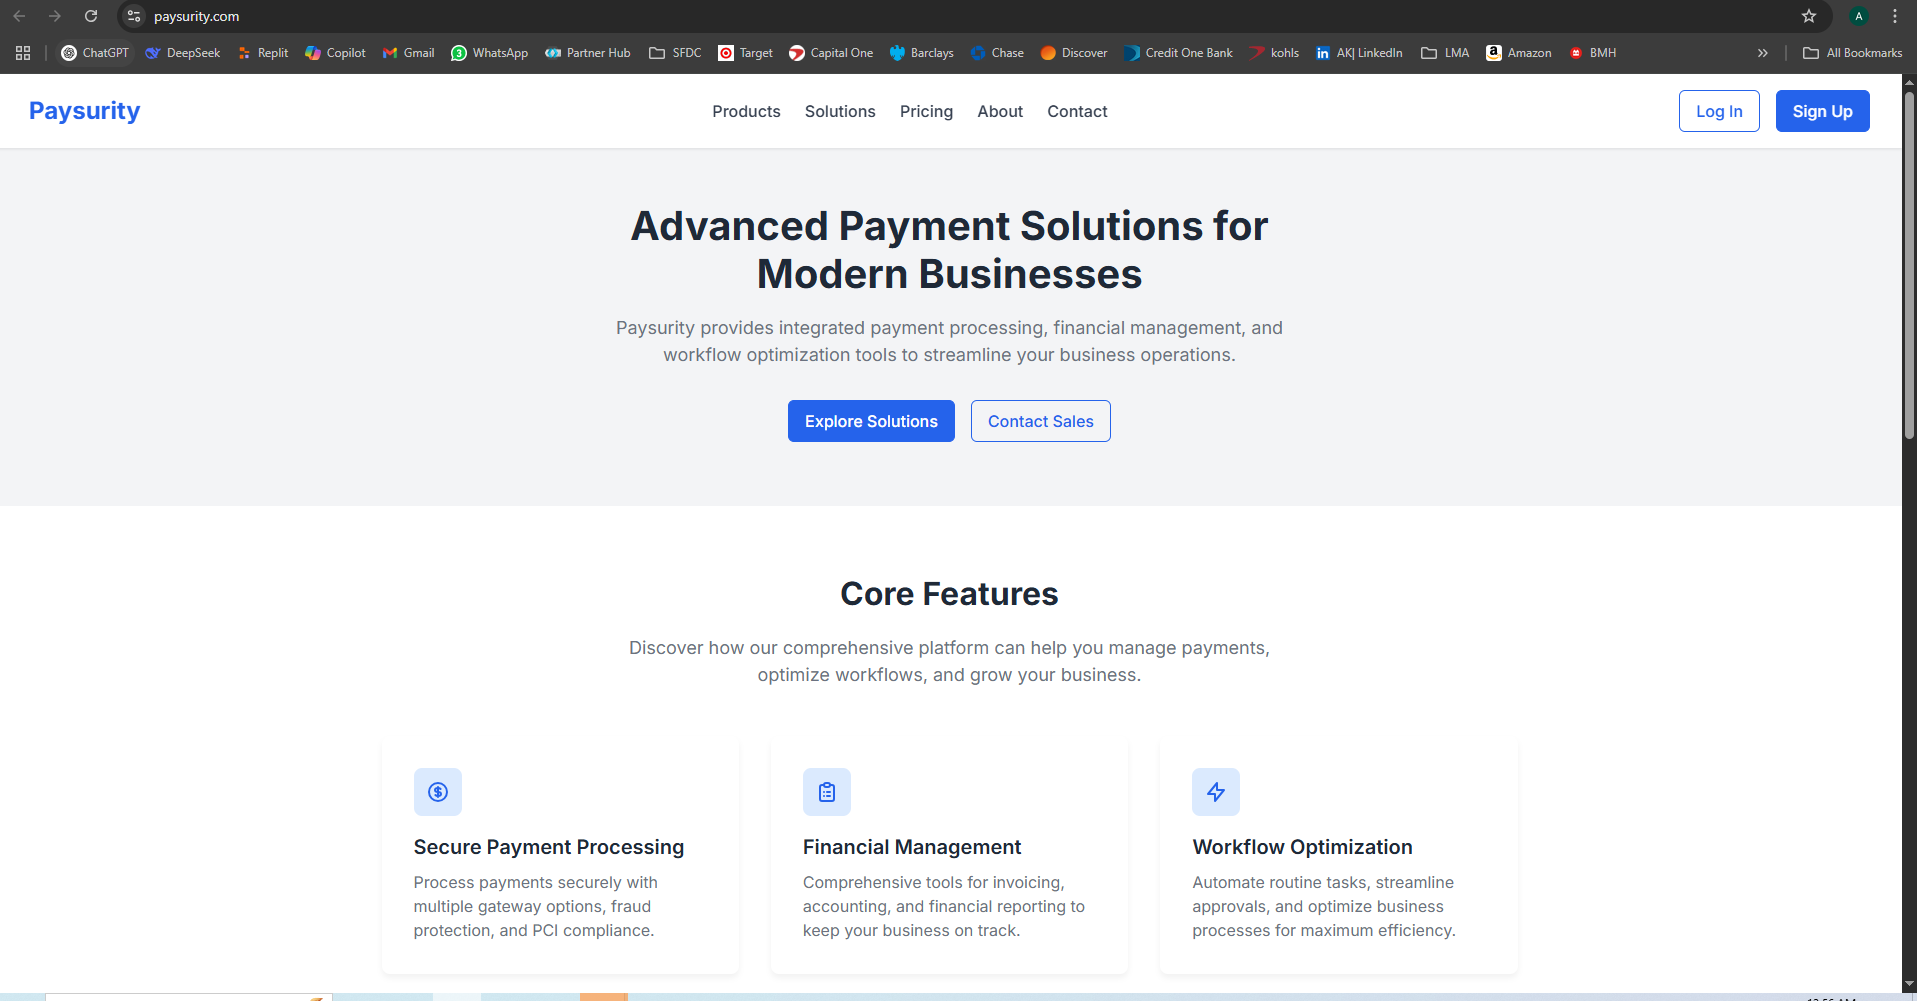 paysurity.com
A
ChatGPT
DeepSeek
Replit
Copilot
Gmail
3
WhatsApp
Partner Hub
SFDC
Target
Capital One
Barclays
Chase
Discover
Credit One Bank
kohls
in
AK| LinkedIn
LMA
a
Amazon
BMH
All Bookmarks
Paysurity
Products
Solutions
Pricing
About
Contact
Log In
Sign Up
Advanced Payment Solutions for
Modern Businesses
Paysurity provides integrated payment processing, financial management, and
workflow optimization tools to streamline your business operations.
Explore Solutions
Contact Sales
Core Features
Discover how our comprehensive platform can help you manage payments,
optimize workflows, and grow your business.
$
Secure Payment Processing
Process payments securely with
multiple gateway options, fraud
protection, and PCI compliance.
Financial Management
Comprehensive tools for invoicing,
accounting, and financial reporting to
keep your business on track.
Workflow Optimization
Automate routine tasks, streamline
approvals, and optimize business
processes for maximum efficiency.